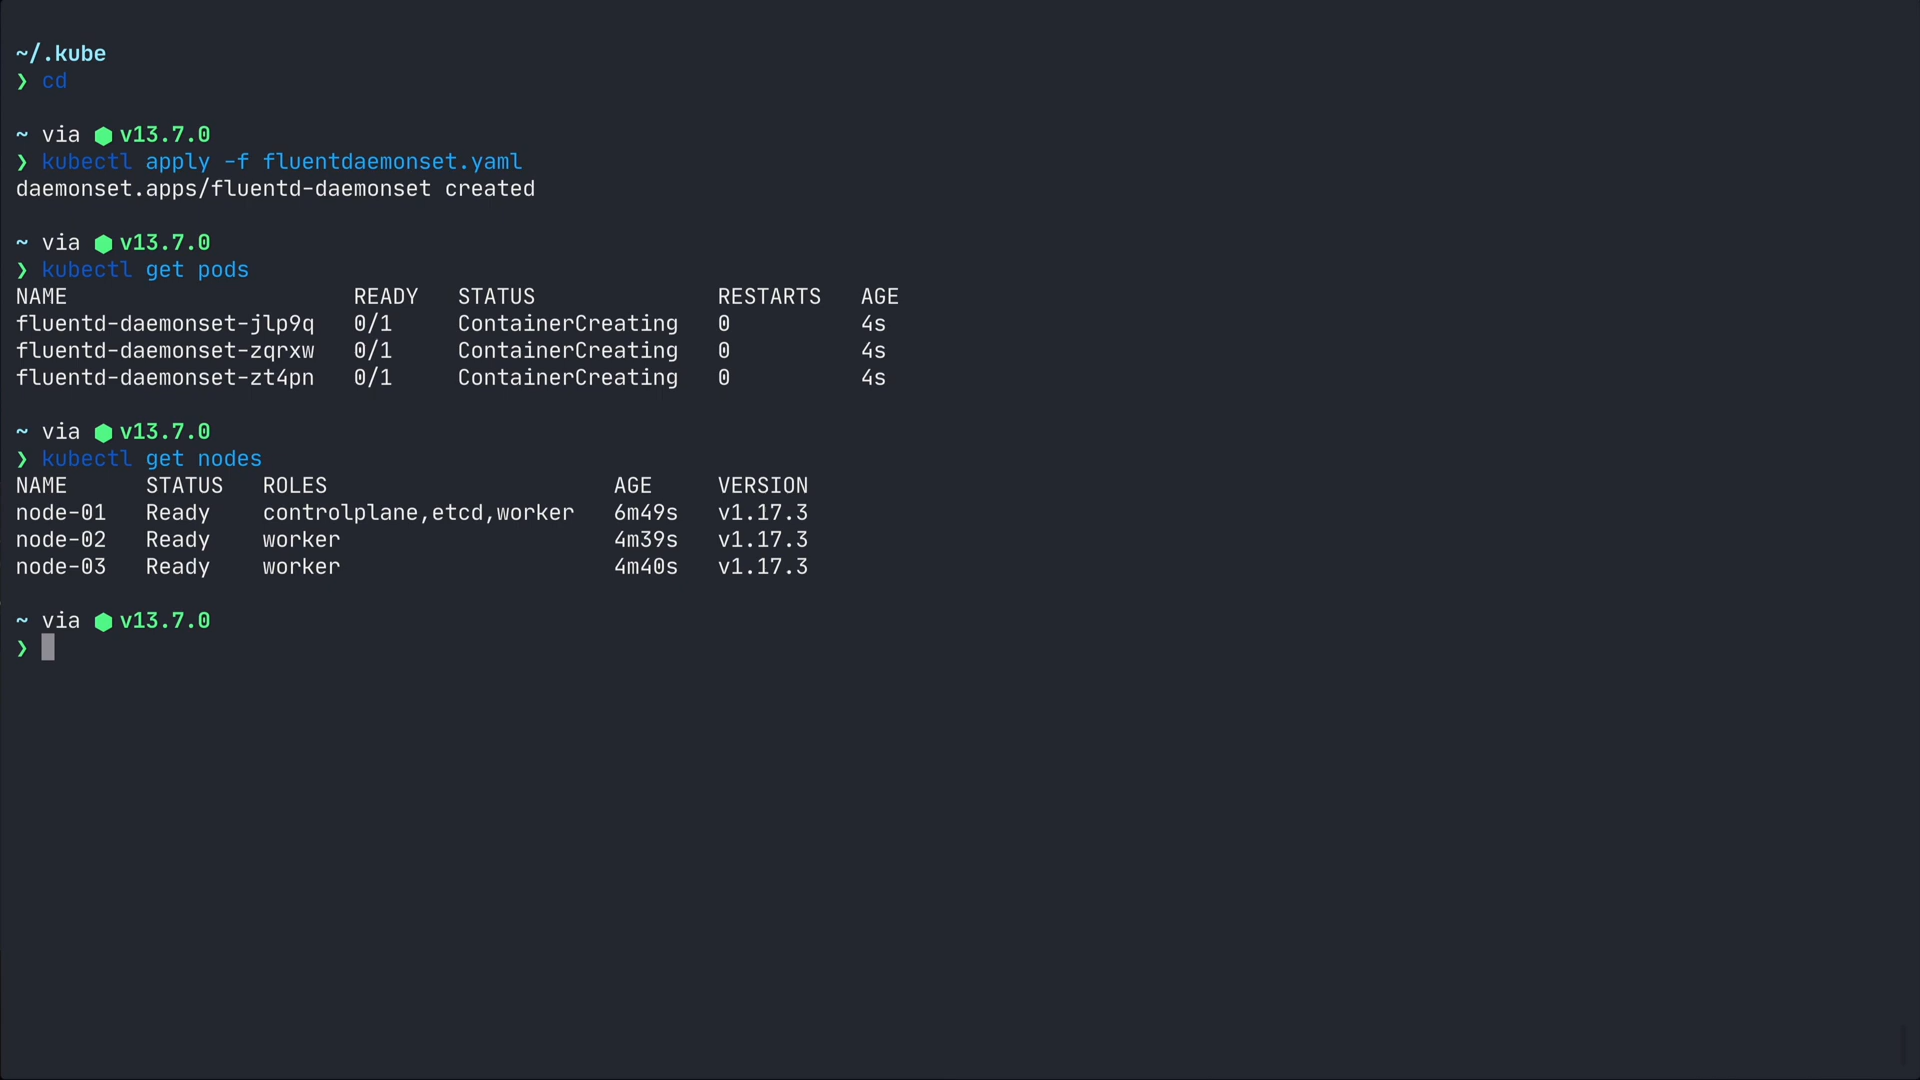 ~/.kube
❯ cd
~ via ⬢ v13.7.0
❯ kubectl apply -f fluentdaemonset.yaml
daemonset.apps/fluentd-daemonset created
~ via ⬢ v13.7.0
❯ kubectl get pods
NAME                      READY   STATUS              RESTARTS   AGE
fluentd-daemonset-jlp9q   0/1     ContainerCreating   0          4s
fluentd-daemonset-zqrxw   0/1     ContainerCreating   0          4s
fluentd-daemonset-zt4pn   0/1     ContainerCreating   0          4s
~ via ⬢ v13.7.0
❯ kubectl get nodes
NAME      STATUS   ROLES                      AGE     VERSION
node-01   Ready    controlplane,etcd,worker   6m49s   v1.17.3
node-02   Ready    worker                     4m39s   v1.17.3
node-03   Ready    worker                     4m40s   v1.17.3
~ via ⬢ v13.7.0
❯